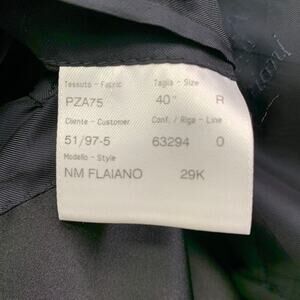 Tessuto - Fabric Taglia - Size
PZA75 40" R
Cliente - Customer Conf. / Riga - Line
51/97-5 63294 0
Modello - Style
NM FLAIANO 29K